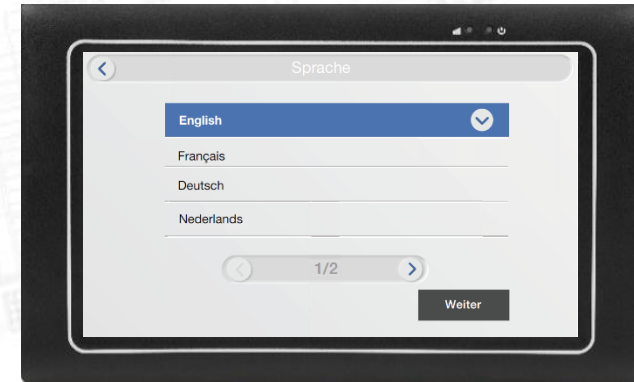 Sprache
English
Français
Deutsch
Nederlands
1/2
Weiter